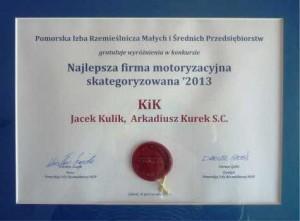 Pomorska Izba Rzemieślnicza Małych i Średnich Przedsiębiorstw
gratuluje wyróżnienia w konkursie
Najlepsza firma motoryzacyjna
skategoryzowana '2013
KiK
Jacek Kulik, Arkadiusz Kurek S.C.